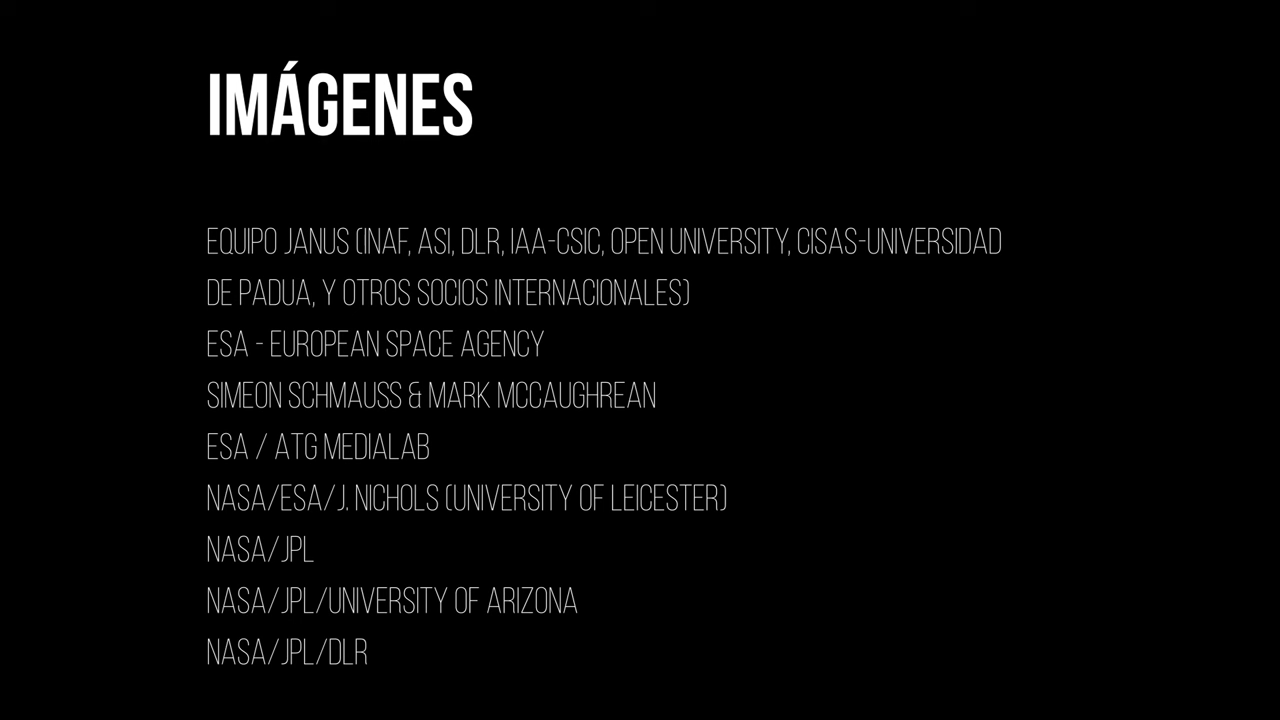 IMÁGENES
EQUIPO JANUS (INAF, ASI, DLR, IAA-CSIC, OPEN UNIVERSITY, CISAS-UNIVERSIDAD
DE PADUA, Y OTROS SOCIOS INTERNACIONALES)
ESA - EUROPEAN SPACE AGENCY
SIMEON SCHMAUSS & MARK MCCAUGHREAN
ESA / ATG MEDIALAB
NASA/ESA/J. NICHOLS (UNIVERSITY OF LEICESTER)
NASA/JPL
NASA/JPL/UNIVERSITY OF ARIZONA
NASA/JPL/DLR